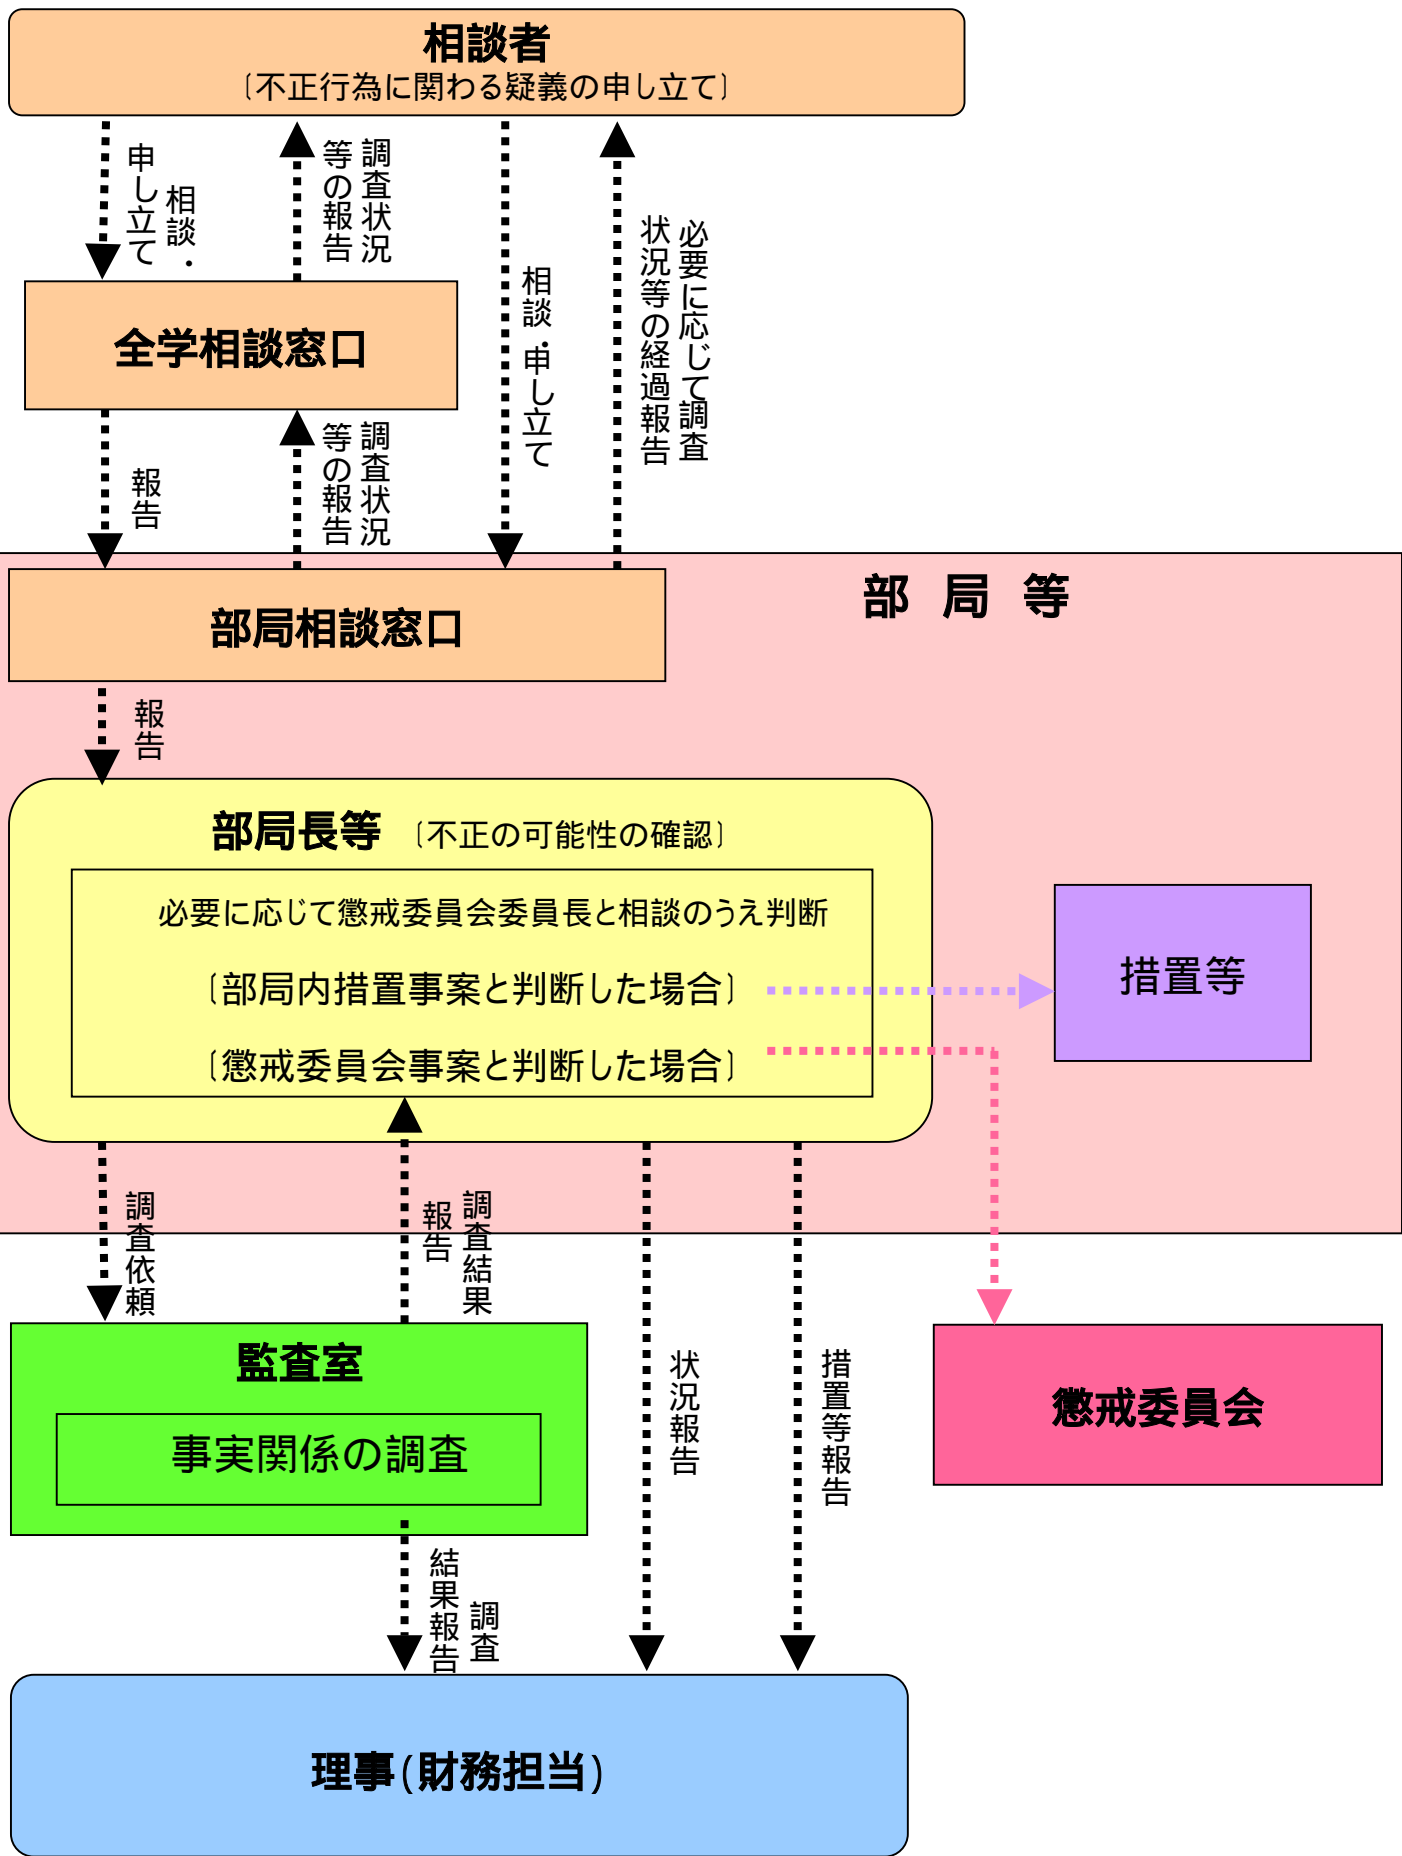 相談者
〔不正行為に関わる疑義の申し立て〕
相談・
申し立て
調査状況
等の報告
相談・申し立て
必要に応じて調査
状況等の経過報告
全学相談窓口
報告
調査状況
等の報告
部 局 等
部局相談窓口
報告
部局長等 〔不正の可能性の確認〕
必要に応じて懲戒委員会委員長と相談のうえ判断
〔部局内措置事案と判断した場合〕
〔懲戒委員会事案と判断した場合〕
措置等
調査依頼
調査結果
報告
状況報告
措置等報告
監査室
事実関係の調査
懲戒委員会
調査
結果報告
理事(財務担当)